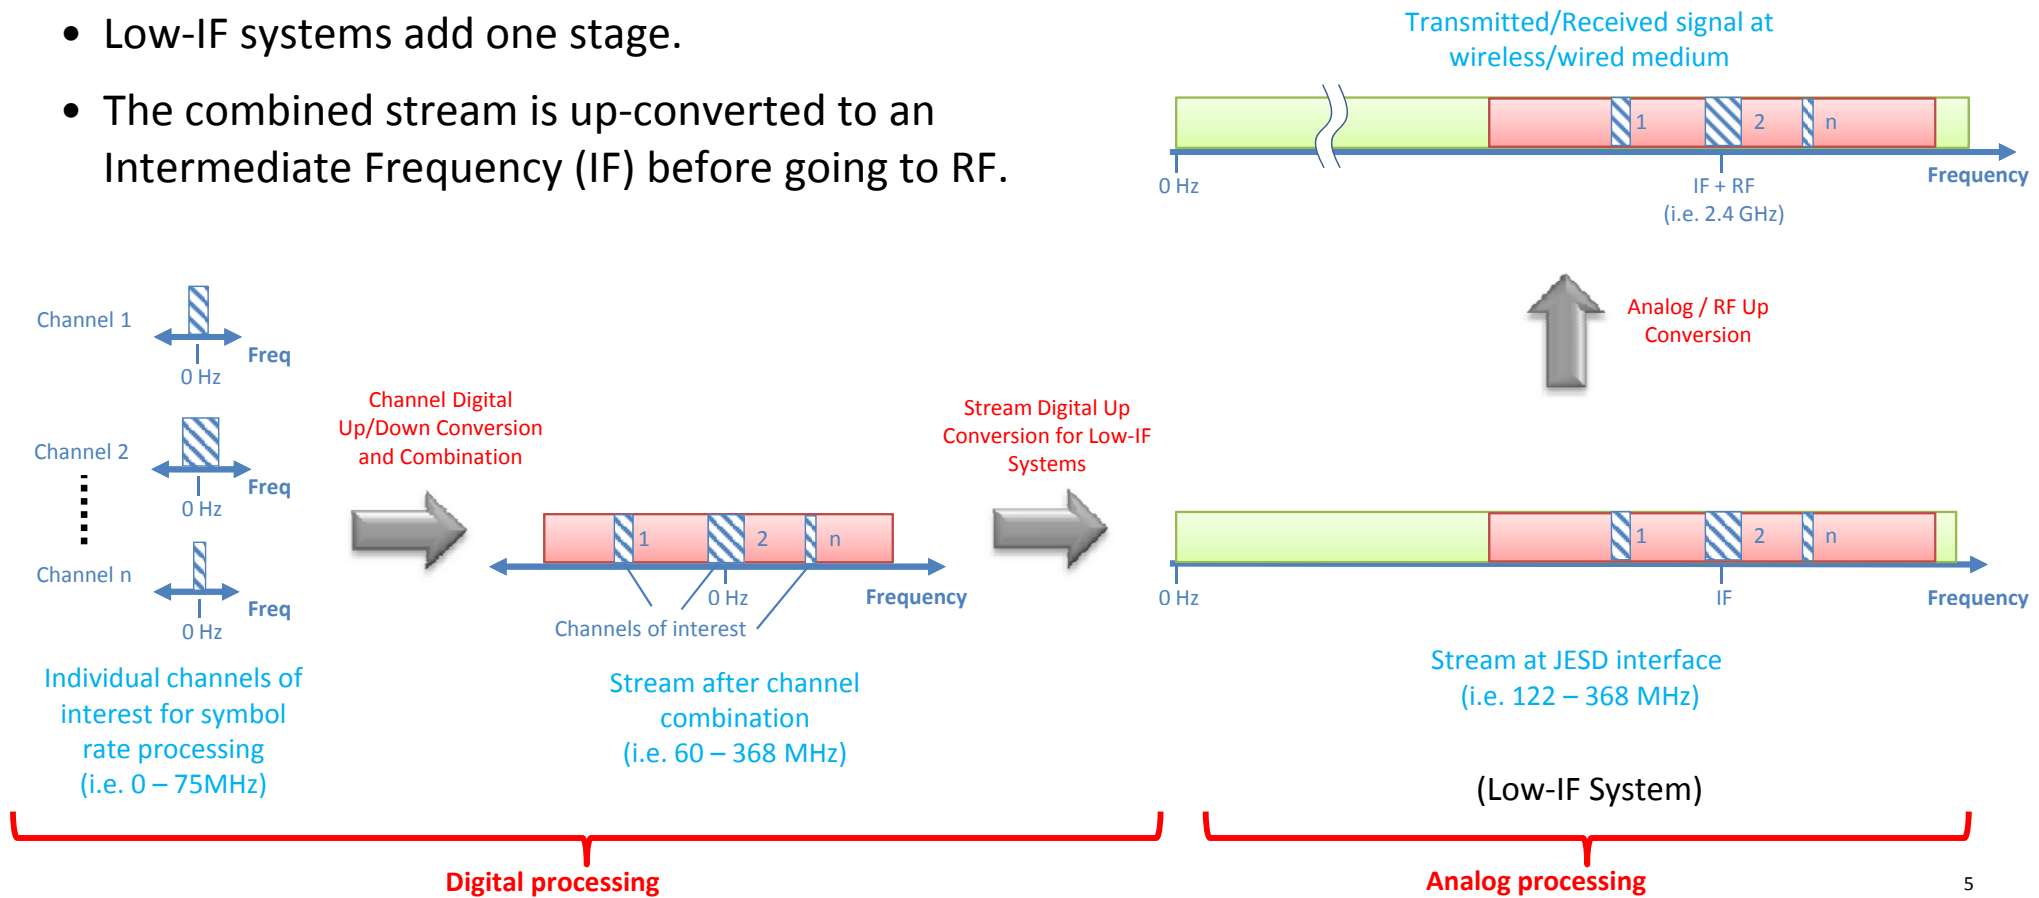 • Low-IF systems add one stage.
• The combined stream is up-converted to an
Intermediate Frequency (IF) before going to RF.
Transmitted/Received signal at
wireless/wired medium
1
2
n
0 Hz
IF + RF
(i.e. 2.4 GHz)
Frequency
Channel 1
Freq
0 Hz
Channel 2
Freq
0 Hz
Channel n
Freq
0 Hz
Individual channels of
interest for symbol
rate processing
(i.e. 0 – 75MHz)
Channel Digital
Up/Down Conversion
and Combination
1
2
n
0 Hz
Frequency
Channels of interest
Stream after channel
combination
(i.e. 60 – 368 MHz)
Stream Digital Up
Conversion for Low-IF
Systems
Analog / RF Up
Conversion
1
2
n
0 Hz
IF
Frequency
Stream at JESD interface
(i.e. 122 – 368 MHz)
(Low-IF System)
Digital processing
Analog processing
5